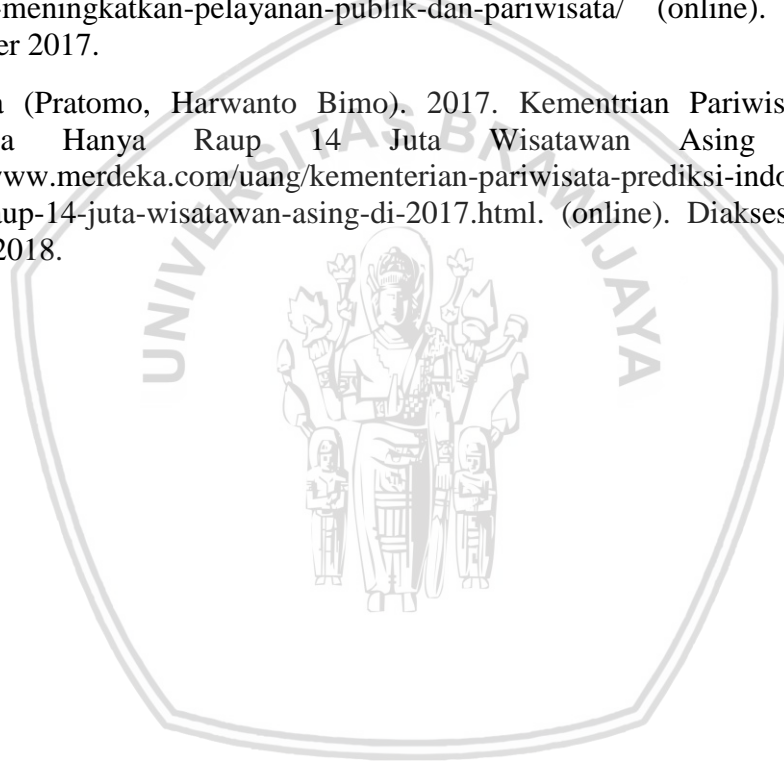 -meningkatkan-pelayanan-publik-dan-pariwisata/ (online).
er 2017.
a (Pratomo, Harwanto Bimo). 2017. Kementrian Pariwis
a Hanya Raup 14 Juta Wisatawan Asing
www.merdeka.com/uang/kementerian-pariwisata-prediksi-indo
aup-14-juta-wisatawan-asing-di-2017.html. (online). Diakses
2018.
UNIVERSITAS BRAWIJAYA